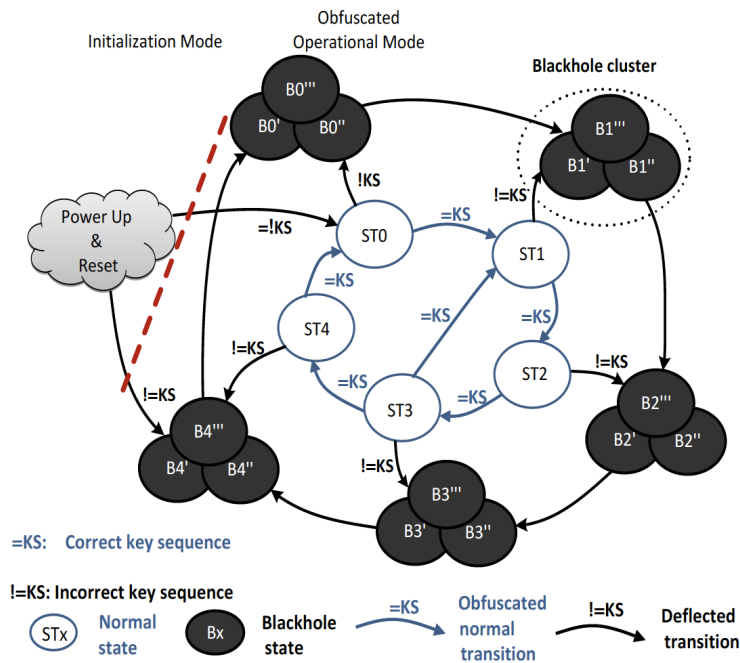 Obfuscated
Initialization Mode Operational Mode
Blackhole cluster
B0'''
B0' B0''
B1'''
B1' B1''
!=KS
!=KS
Power Up
&
Reset
=!KS
ST0
=KS
ST1
=KS
=KS
=KS
ST4
!=KS
ST2
!=KS
=KS
=KS
!=KS
ST3
B4'''
B4' B4''
!=KS
B2'''
B2' B2''
B3'''
B3' B3''
=KS: Correct key sequence
!=KS: Incorrect key sequence
STx
Normal
state
Bx
Blackhole
state
=KS
Obfuscated
normal
transition
!=KS
Deflected
transition